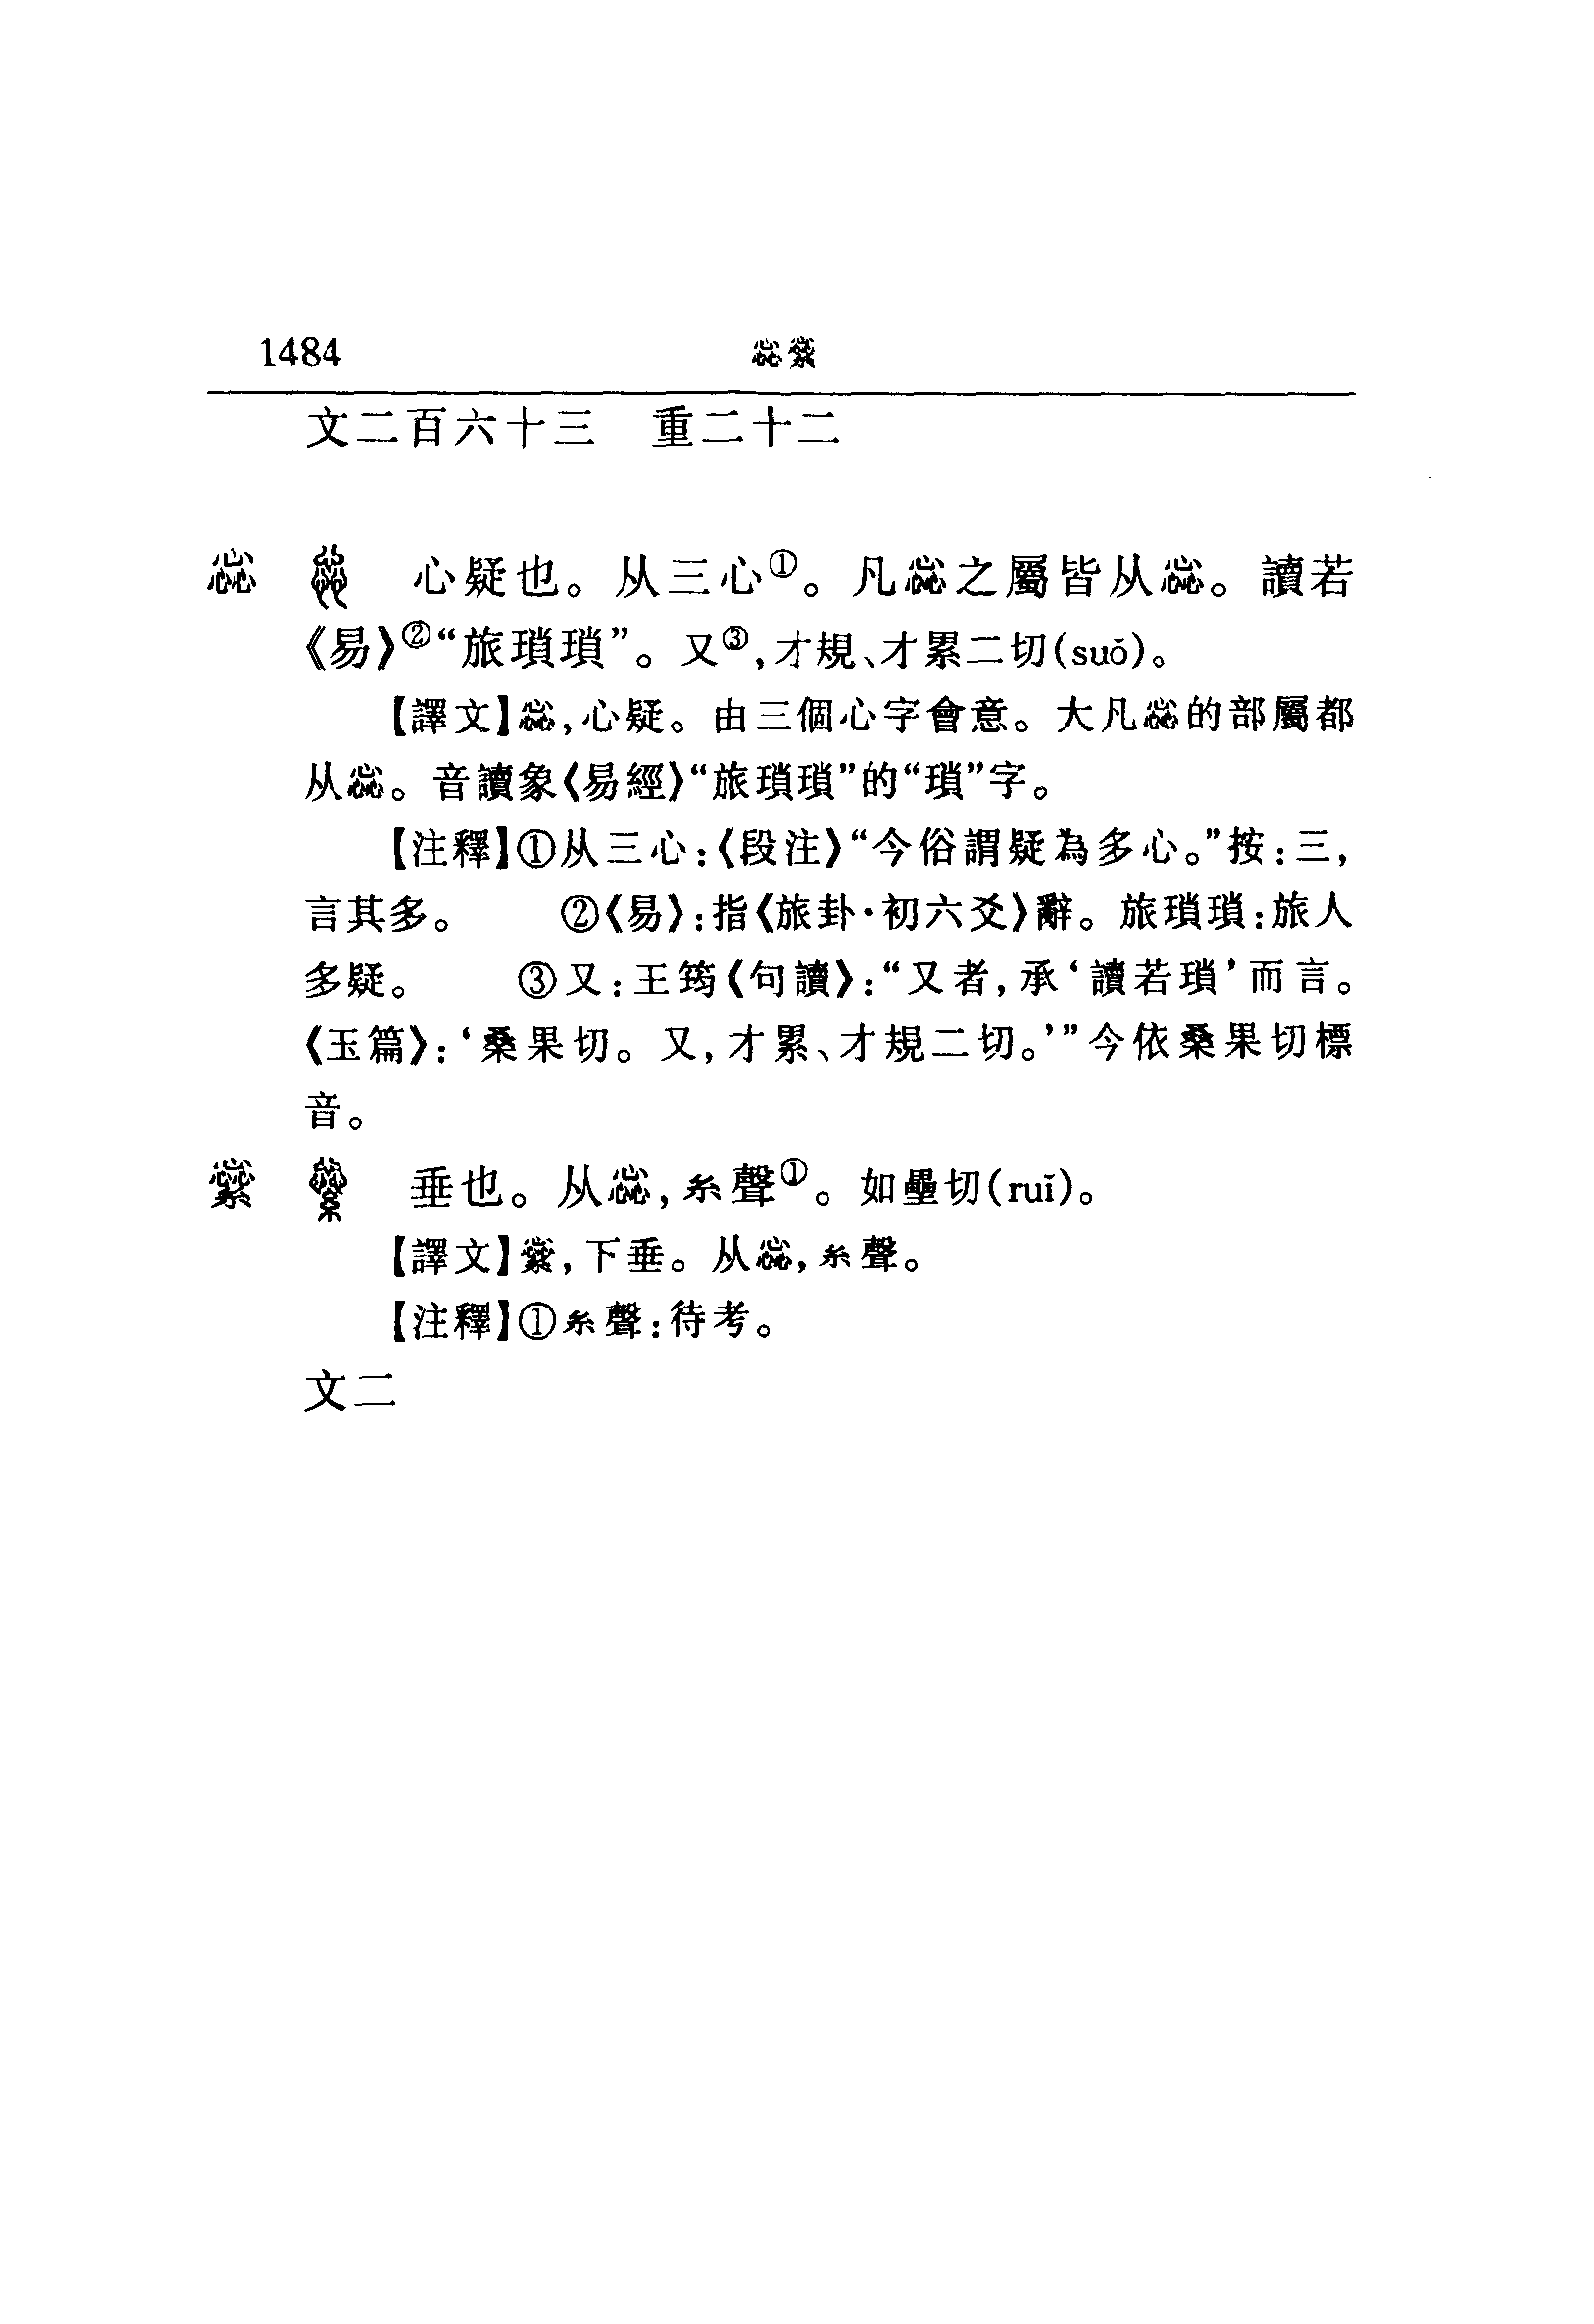 1484 惢繠
文二百六十三　重二十二
惢 心疑也。从三心①。凡惢之屬皆从惢。讀若
《易》②“旅瑣瑣”。又③,才規、才累二切(suǒ)。
【譯文】惢,心疑。由三個心字會意。大凡惢的部屬都
从惢。音讀象《易經》“旅瑣瑣”的“瑣”字。
【注釋】①从三心:《段注》“今俗謂疑為多心。”按:三,
言其多。　②《易》:指《旅卦·初六爻》辭。旅瑣瑣:旅人
多疑。　③又:王筠《句讀》:“又者,承‘讀若瑣’而言。
《玉篇》:‘桑果切。又,才累、才規二切。’”今依桑果切標
音。
繠 垂也。从惢,糸聲①。如壘切(ruǐ)。
【譯文】繠,下垂。从惢,糸聲。
【注釋】①糸聲:待考。
文二